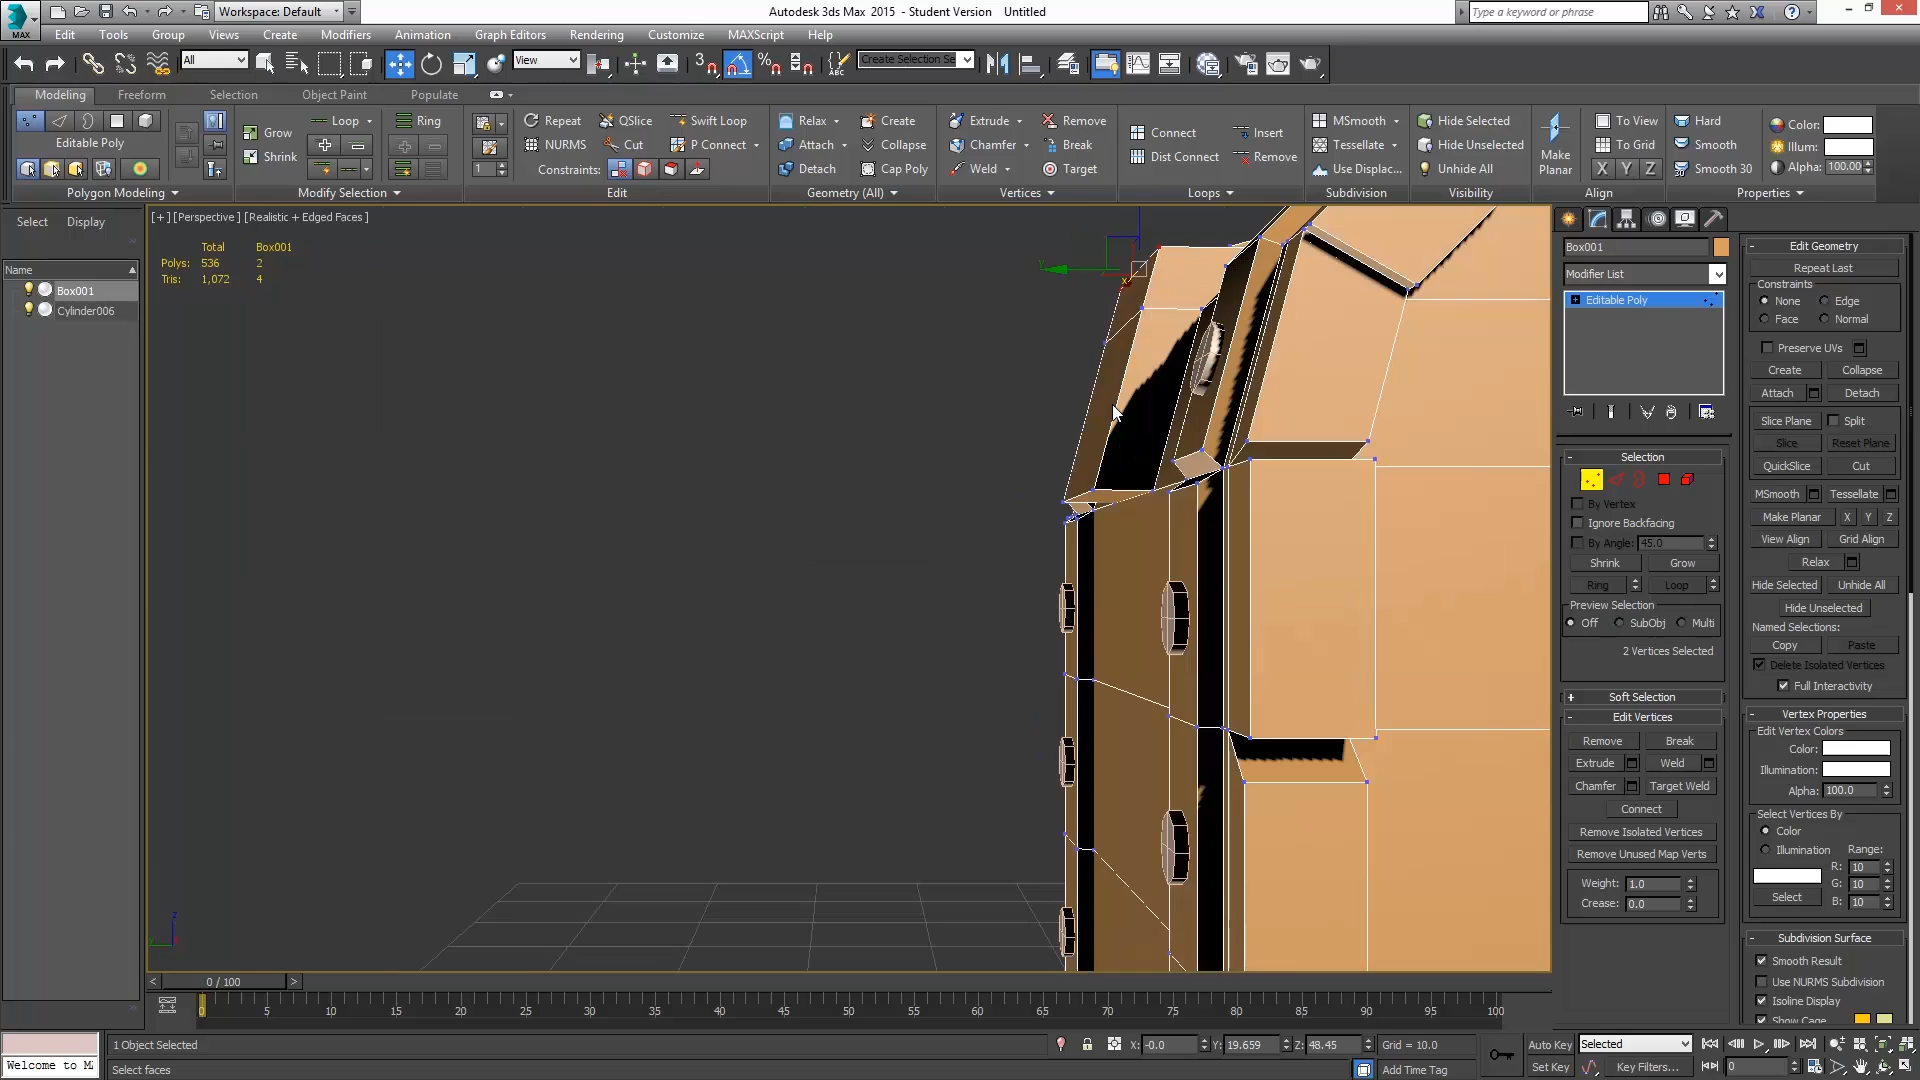 MAX
Workspace: Default
Autodesk 3ds Max 2015 - Student Version    Untitled
Type a keyword or phrase
Edit Tools Group Views Create Modifiers Animation Graph Editors Rendering Customize MAXScript Help
All View Create Selection Se
Modeling Freeform Selection Object Paint Populate
Loop Ring Repeat QSlice Swift Loop Relax Create Extrude Remove Connect Insert MSmooth Hide Selected To View Hard Color:
Editable Poly Grow NURMS Cut P Connect Attach Collapse Chamfer Break Tessellate Hide Unselected To Grid Smooth Illum:
Shrink 1 Constraints: Detach Cap Poly Weld Target Dist Connect Remove Use Displac... Unhide All Make Planar X Y Z Smooth 30 Alpha: 100.00
Polygon Modeling Modify Selection Edit Geometry (All) Vertices Loops Subdivision Visibility Align Properties
Select Display
Name
Box001
Cylinder006
[+] [Perspective] [Realistic + Edged Faces]
Total Box001
Polys: 536 2
Tris: 1,072 4
Box001
Modifier List
Editable Poly
Selection
By Vertex
Ignore Backfacing
By Angle: 45.0
Shrink Grow
Ring Loop
Preview Selection
Off SubObj Multi
2 Vertices Selected
Soft Selection
Edit Vertices
Remove Break
Extrude Weld
Chamfer Target Weld
Connect
Remove Isolated Vertices
Remove Unused Map Verts
Weight: 1.0
Crease: 0.0
Edit Geometry
Repeat Last
Constraints
None Edge
Face Normal
Preserve UVs
Create Collapse
Attach Detach
Slice Plane Split
Slice Reset Plane
QuickSlice Cut
MSmooth Tessellate
Make Planar X Y Z
View Align Grid Align
Relax
Hide Selected Unhide All
Hide Unselected
Named Selections:
Copy Paste
Delete Isolated Vertices
Full Interactivity
Vertex Properties
Edit Vertex Colors
Color:
Illumination:
Alpha: 100.0
Select Vertices By
Color
Illumination Range:
R: 10
G: 10
Select B: 10
Subdivision Surface
Smooth Result
Use NURMS Subdivision
Isoline Display
Show Cage
0 / 100
0 5 10 15 20 25 30 35 40 45 50 55 60 65 70 75 80 85 90 95 100
1 Object Selected X: -0.0 Y: 19.659 Z: 48.45 Grid = 10.0 Auto Key Selected
Welcome to M Select faces Add Time Tag Set Key Key Filters... 0